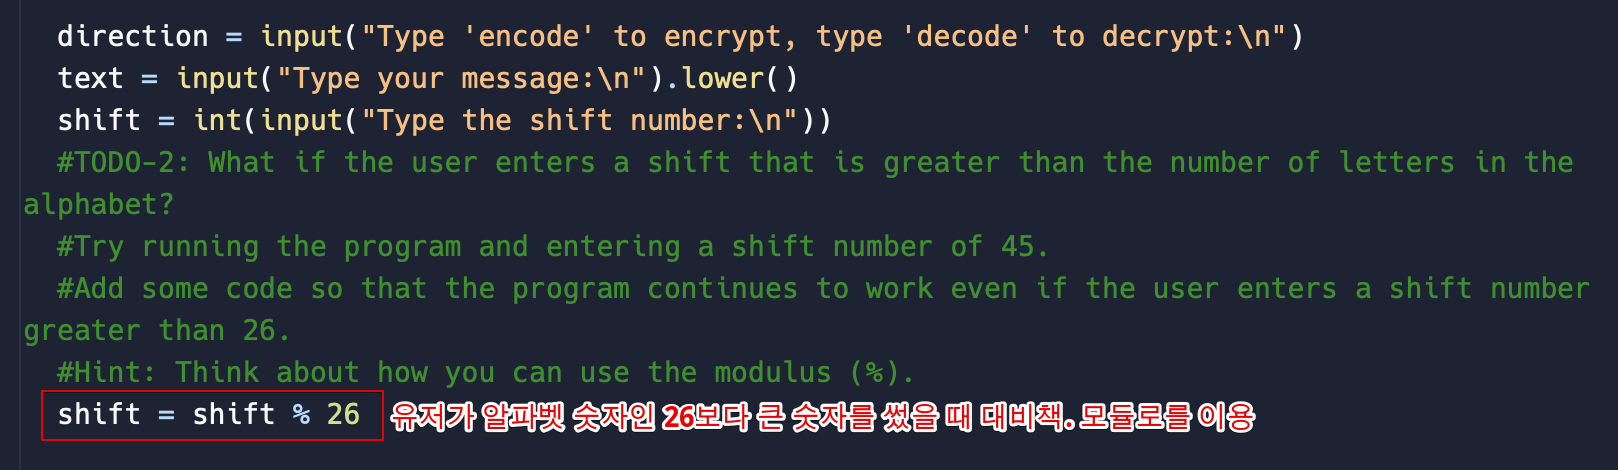 direction = input("Type 'encode' to encrypt, type 'decode' to decrypt:\n")
text = input("Type your message:\n").lower()
shift = int(input("Type the shift number:\n"))
#TODO-2: What if the user enters a shift that is greater than the number of letters in the
alphabet?
#Try running the program and entering a shift number of 45.
#Add some code so that the program continues to work even if the user enters a shift number
greater than 26.
#Hint: Think about how you can use the modulus (%).
shift = shift % 26 유저가 알파벳 숫자인 26보다 큰 숫자를 썼을 때 대비책. 모듈로를 이용